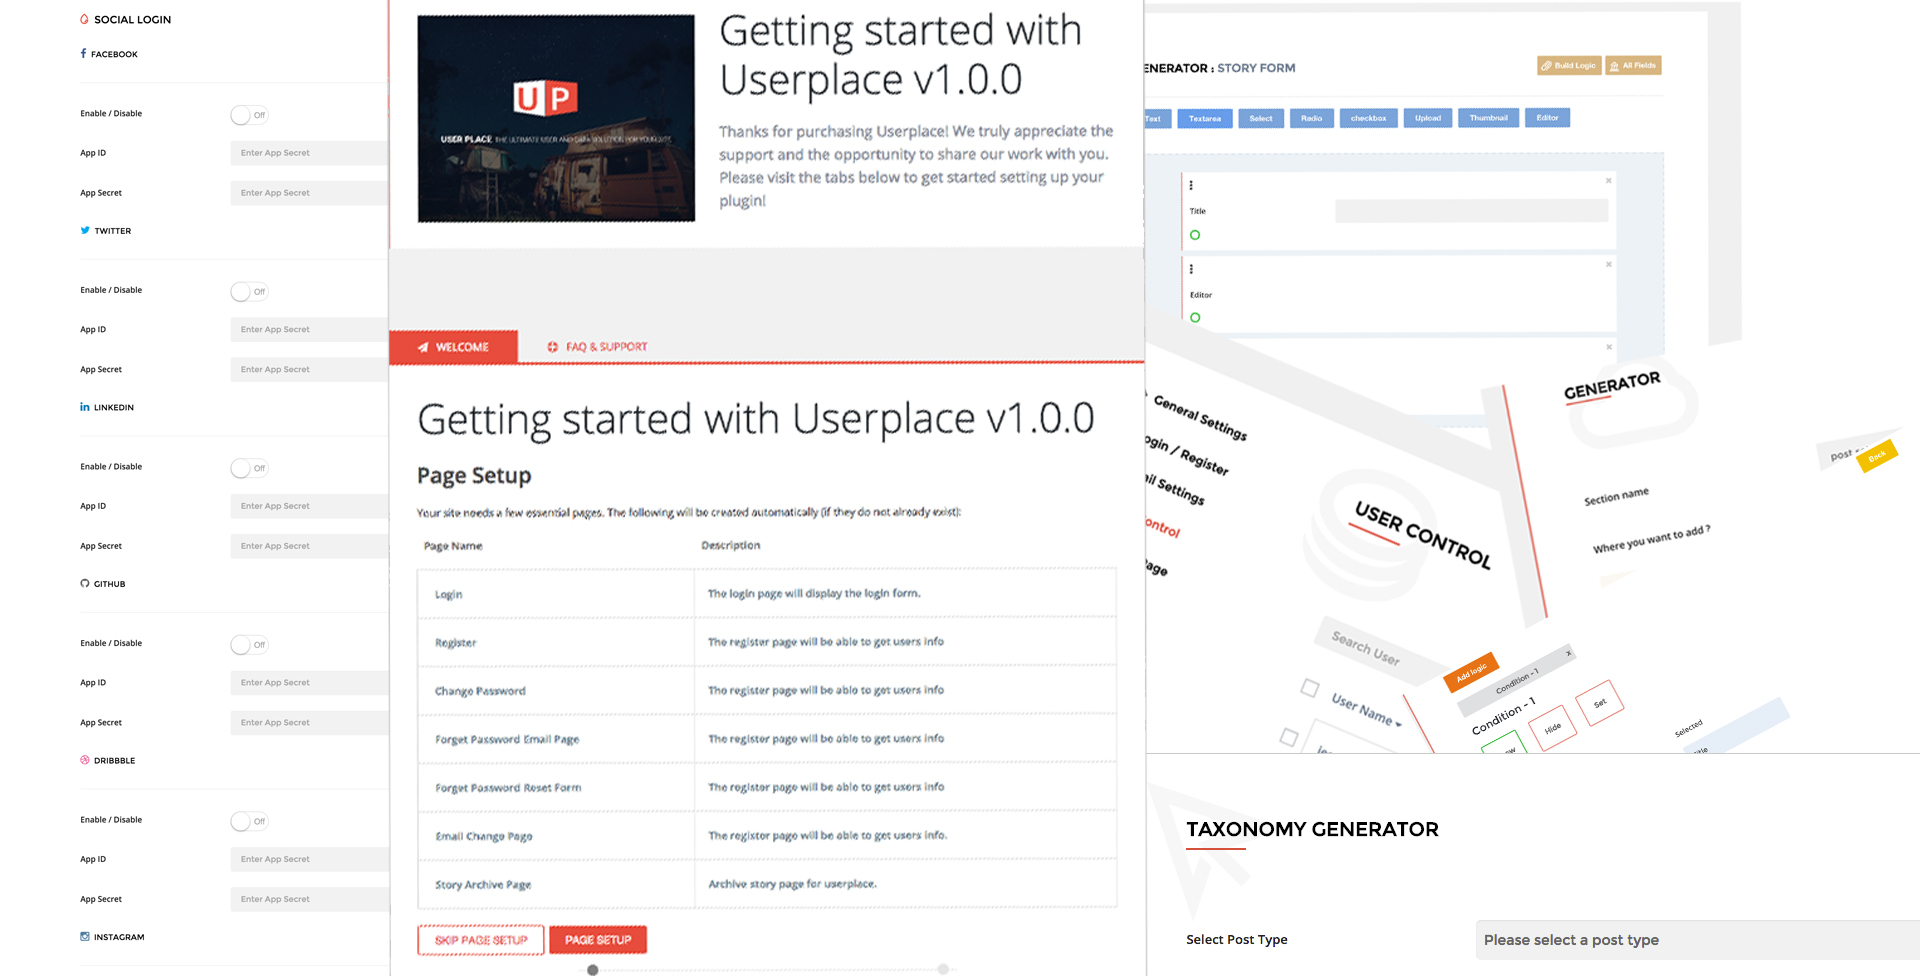 SOCIAL LOGIN
FACEBOOK
Enable / Disable
Off
App ID
Enter App Secret
App Secret
Enter App Secret
TWITTER
Enable / Disable
Off
App ID
Enter App Secret
App Secret
Enter App Secret
LINKEDIN
Enable / Disable
Off
App ID
Enter App Secret
App Secret
Enter App Secret
GITHUB
Enable / Disable
Off
App ID
Enter App Secret
App Secret
Enter App Secret
DRIBBBLE
Enable / Disable
Off
App ID
Enter App Secret
App Secret
Enter App Secret
INSTAGRAM
UP
USER PLACE THE ULTIMATE USER AND DATA SOLUTION FOR YOUR SITE.
Getting started with
Userplace v1.0.0
Thanks for purchasing Userplace! We truly appreciate the
support and the opportunity to share our work with you.
Please visit the tabs below to get started setting up your
plugin!
WELCOME
FAQ & SUPPORT
Getting started with Userplace v1.0.0
Page Setup
Your site needs a few essential pages. The following will be created automatically (if they do not already exist):
Page Name
Description
Login
The login page will display the login form.
Register
The register page will be able to get users info
Change Password
The register page will be able to get users info
Forget Password Email Page
The register page will be able to get users info
Forget Password Reset Form
The register page will be able to get users info
Email Change Page
The register page will be able to get users info.
Story Archive Page
Archive story page for userplace.
SKIP PAGE SETUP
PAGE SETUP
ENERATOR : STORY FORM
Build Logic
All Fields
Text
Textarea
Select
Radio
checkbox
Upload
Thumbnail
Editor
Title
Editor
General Settings
ogin / Register
il Settings
ontrol
age
USER CONTROL
Search User
User Name
GENERATOR
post
Back
Section name
Where you want to add ?
Add logic
Condition - 1
x
Condition - 1
Hide
Set
Selected
TAXONOMY GENERATOR
Select Post Type
Please select a post type